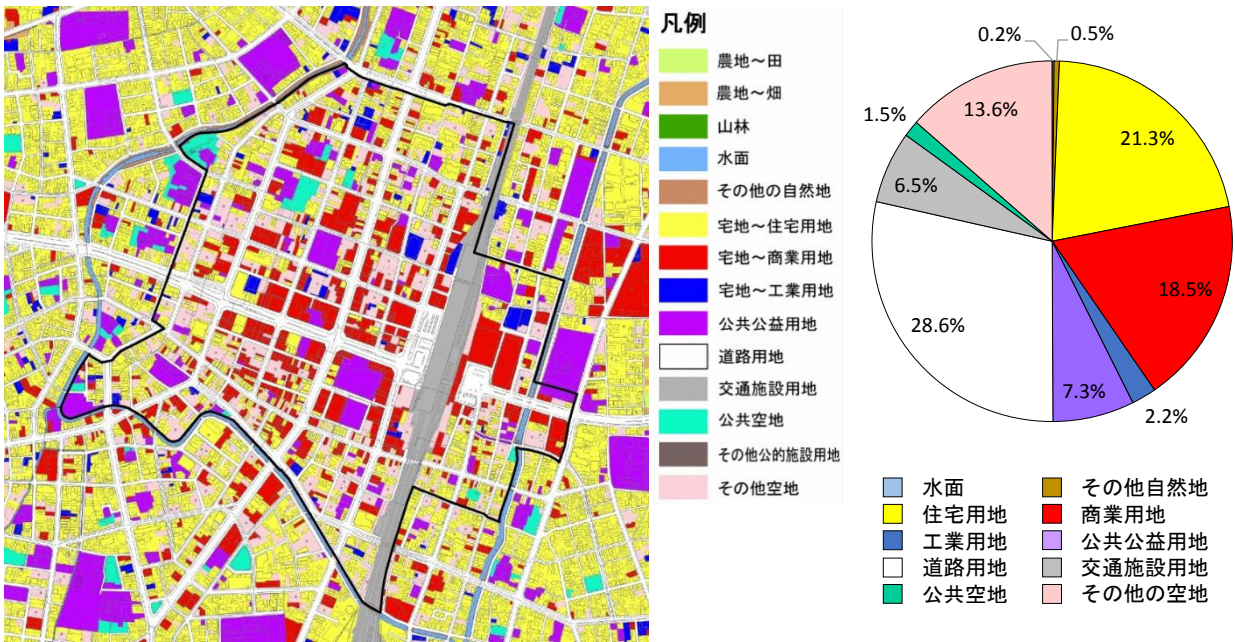 凡例
農地～田
農地～畑
山林
水面
その他の自然地
宅地～住宅用地
宅地～商業用地
宅地～工業用地
公共公益用地
道路用地
交通施設用地
公共空地
その他公的施設用地
その他空地
0.2%
0.5%
21.3%
18.5%
2.2%
7.3%
28.6%
6.5%
1.5%
13.6%
水面
その他自然地
住宅用地
商業用地
工業用地
公共公益用地
道路用地
交通施設用地
公共空地
その他の空地